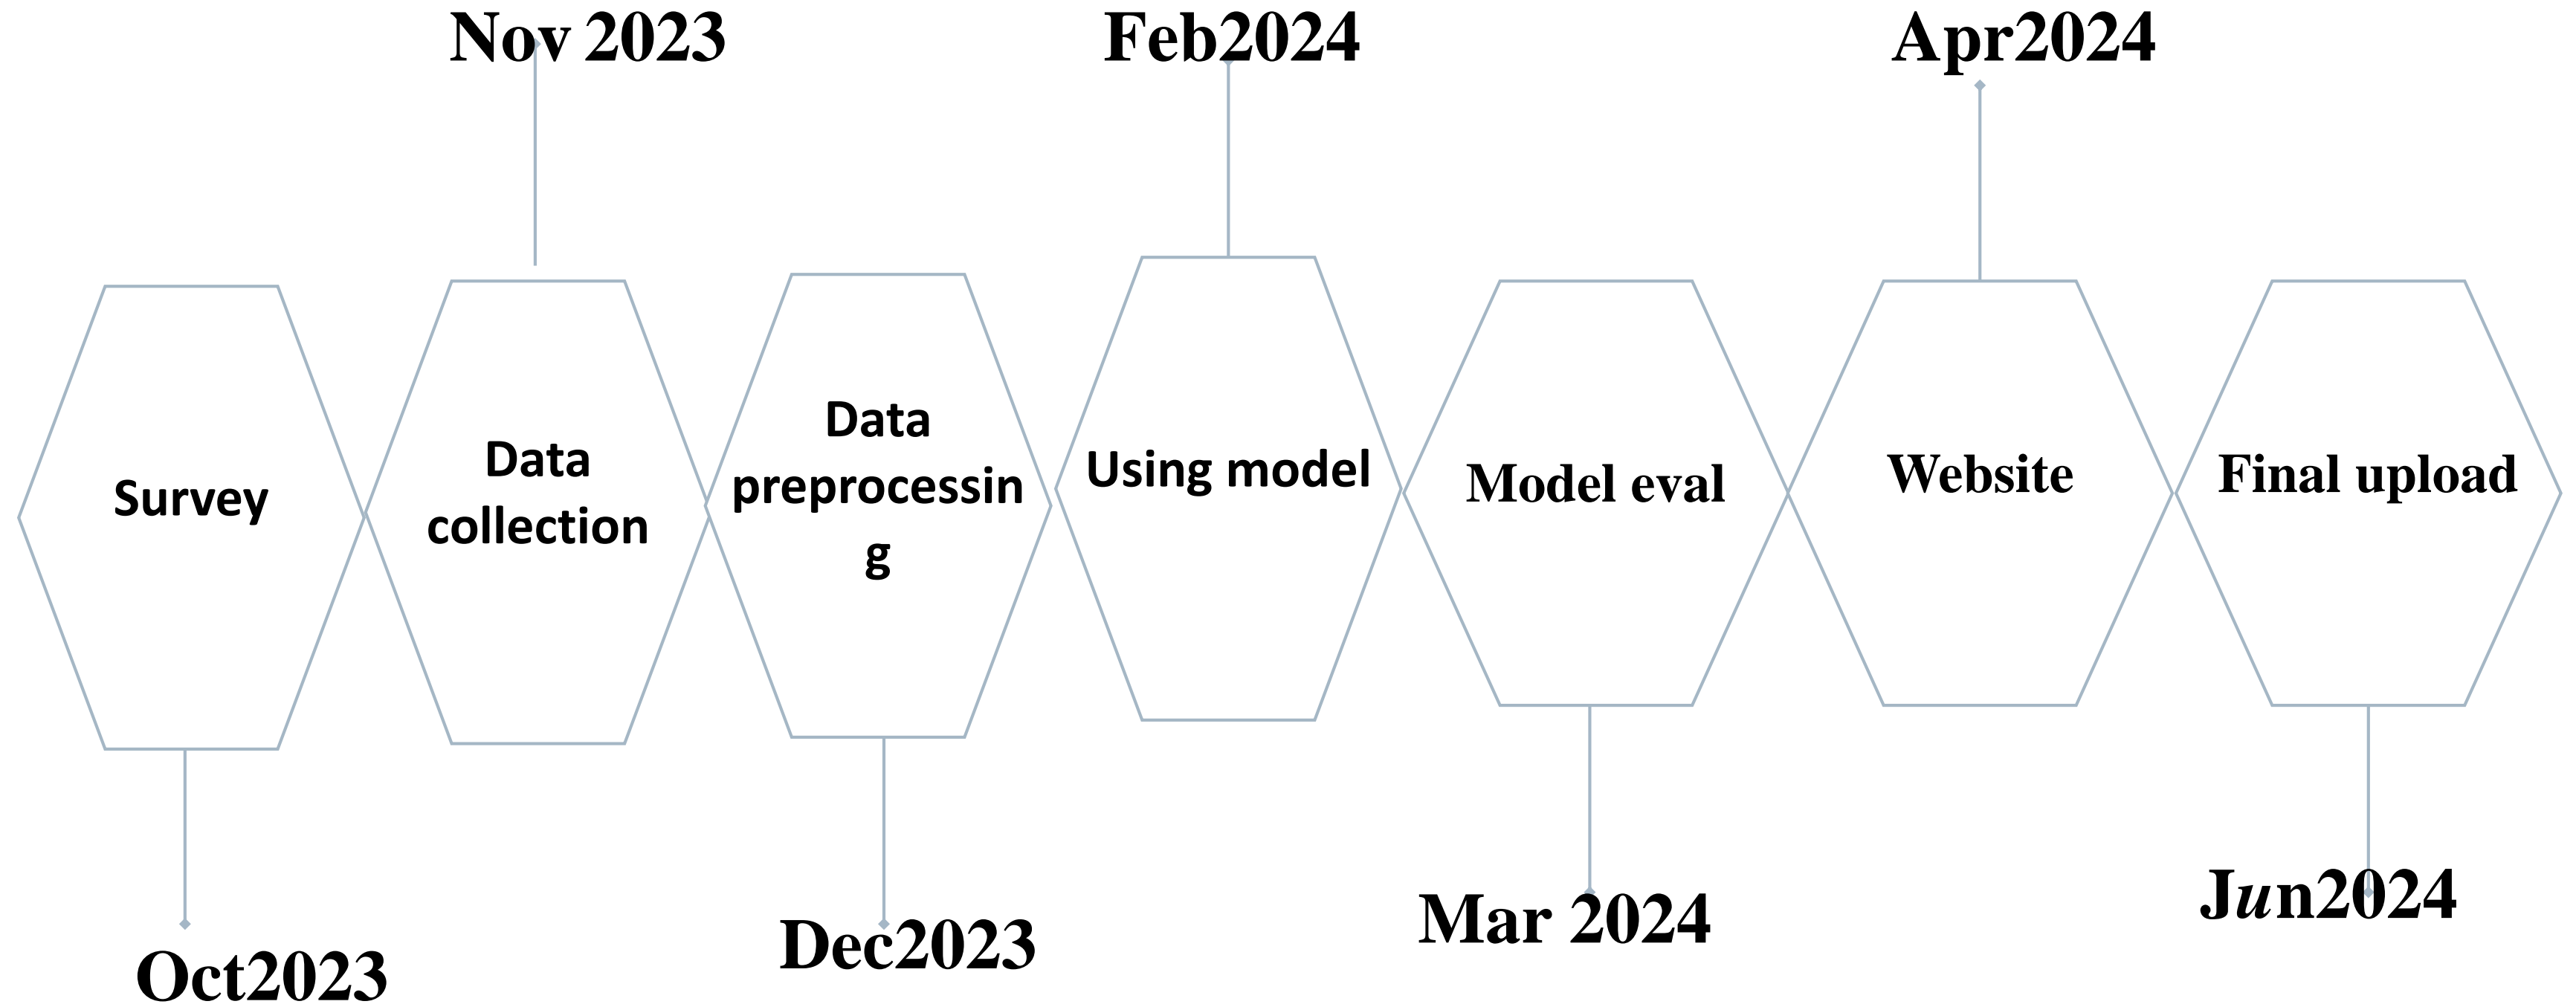 Nov 2023
Feb2024
Apr2024
Survey
Data
collection
Data
preprocessin
g
Using model
Model eval
Website
Final upload
Oct2023
Dec2023
Mar 2024
Jun2024